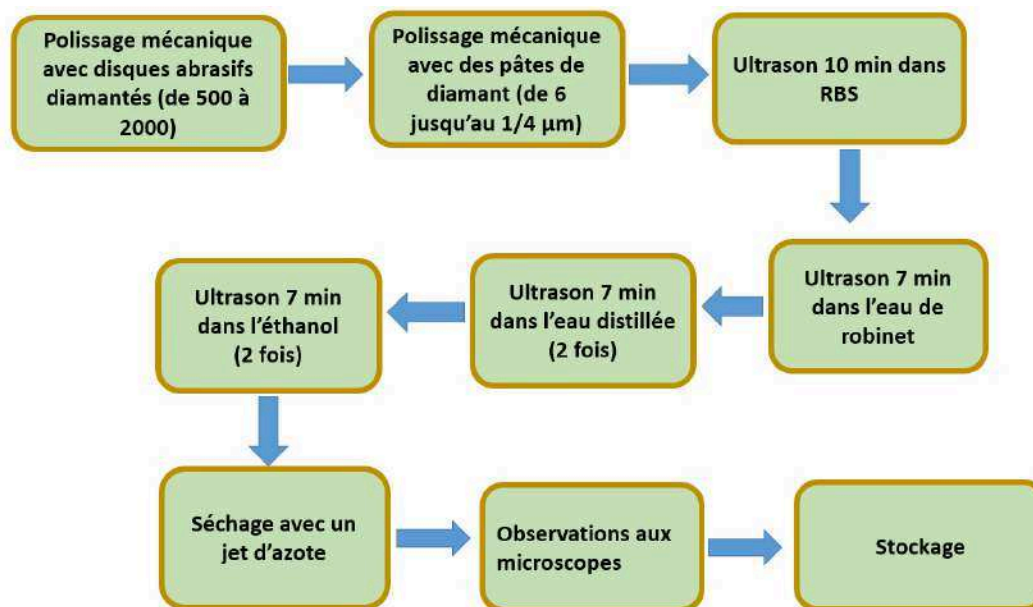 Polissage mécanique
avec disques abrasifs
diamantés (de 500 à
2000)
Polissage mécanique
avec des pâtes de
diamant (de 6
jusqu'au 1/4 µm)
Ultrason 10 min dans
RBS
Ultrason 7 min
dans l'eau de
robinet
Ultrason 7 min
dans l'eau distillée
(2 fois)
Ultrason 7 min
dans l'éthanol
(2 fois)
Séchage avec un
jet d'azote
Observations aux
microscopes
Stockage